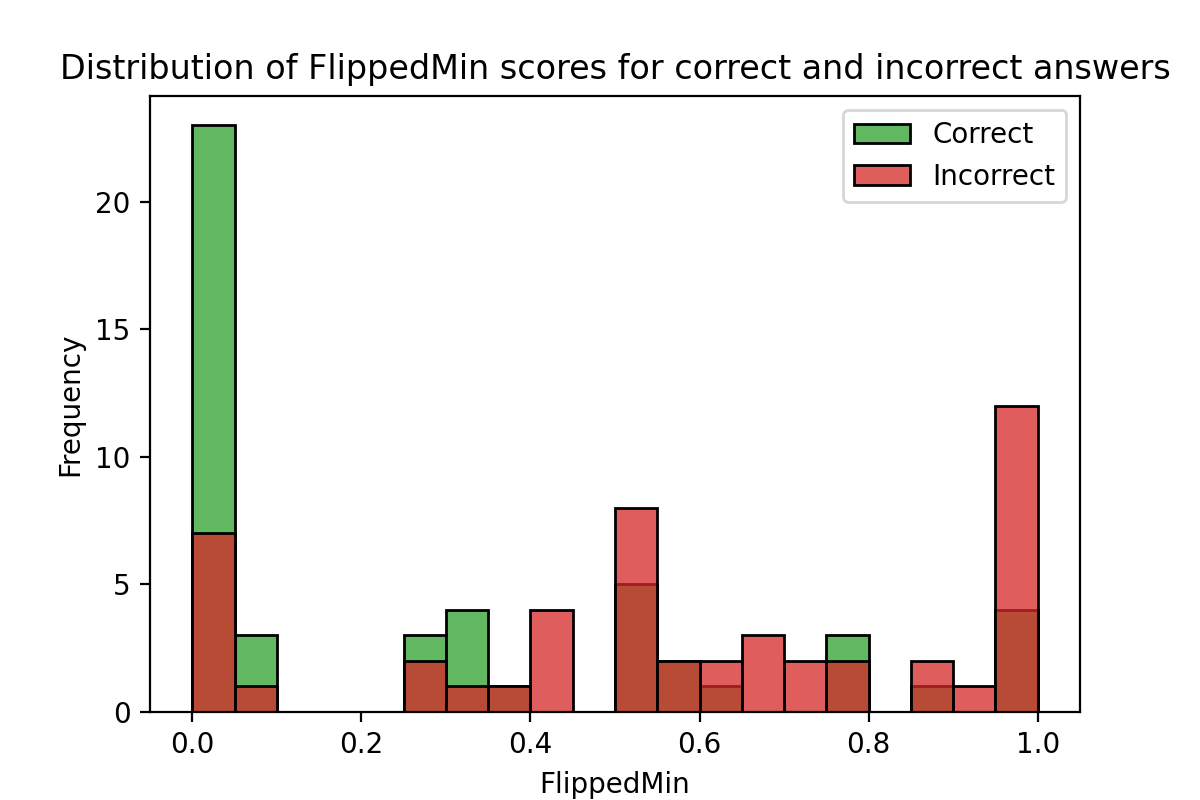 Distribution of FlippedMin scores for correct and incorrect answers
Correct
Incorrect
20
15
10
5
0
Frequency
0.0 0.2 0.4 0.6 0.8 1.0
FlippedMin